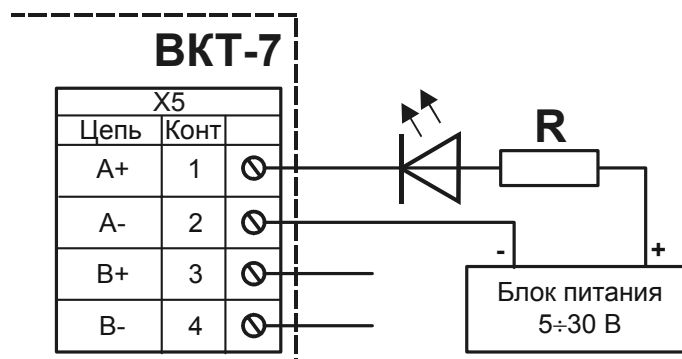 ВКТ-7
X5
Цепь Конт
A+ 1
A- 2
B+ 3
B- 4
R
- +
Блок питания
5÷30 В